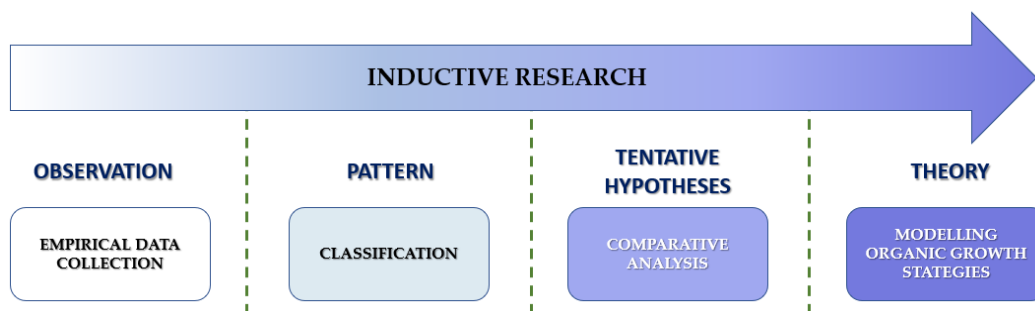 INDUCTIVE RESEARCH
OBSERVATION
PATTERN
TENTATIVE
HYPOTHESES
THEORY
EMPIRICAL DATA
COLLECTION
CLASSIFICATION
COMPARATIVE
ANALYSIS
MODELLING
ORGANIC GROWTH
STATEGIES